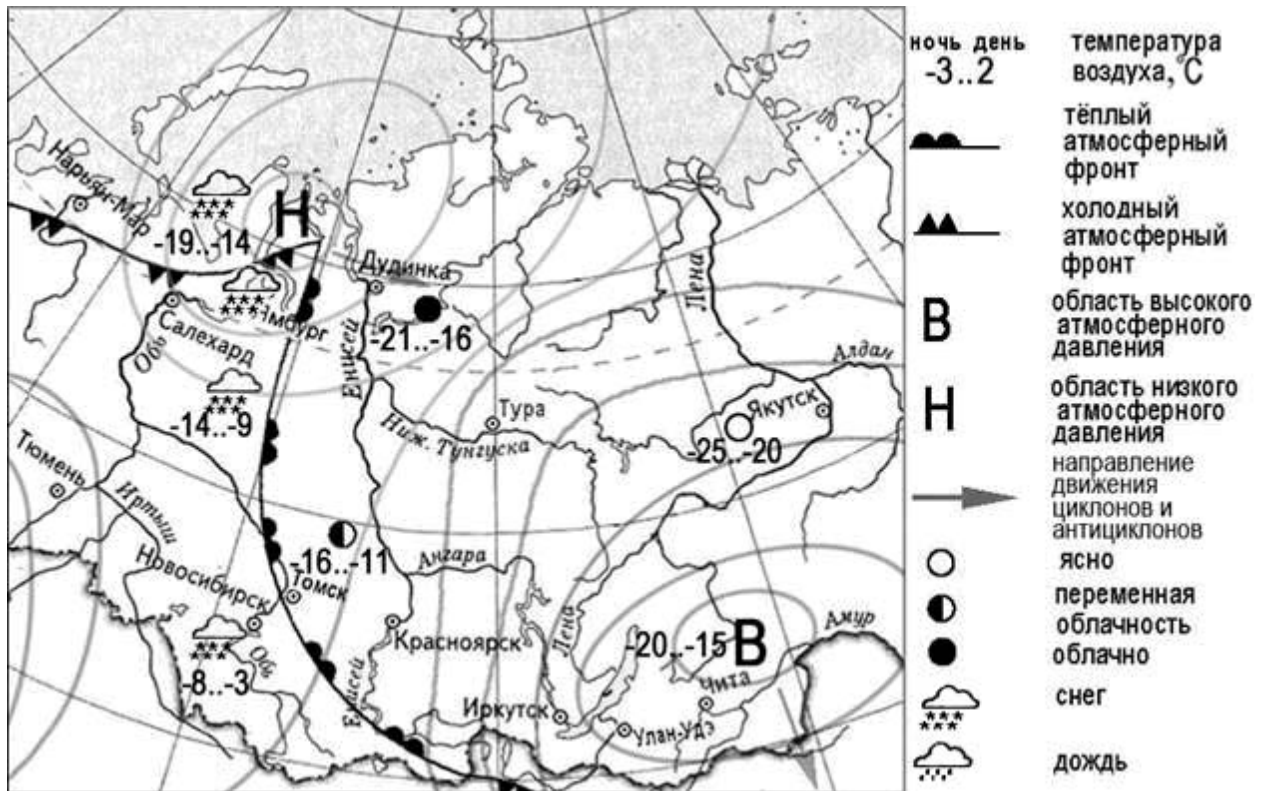 Нарьян-Мар
Н
-19..-14
Дудинка
Лена
Салехард
Обь
Енисей
-21..-16
Алдан
Тура
Якутск
-14..-9
Ниж. Тунгуска
-25..-20
Тюмень
Иртыш
Новосибирск
-16..-11
Томск
Ангара
Красноярск
Лена
-20..-15
В
Амур
-8..-3
Обь
Енисей
Иркутск
Улан-Удэ
Чита
ночь день
-3..2
температура
воздуха,°C
тёплый
атмосферный
фронт
холодный
атмосферный
фронт
В
область высокого
атмосферного
давления
Н
область низкого
атмосферного
давления
направление
движения
циклонов и
антициклонов
ясно
переменная
облачность
облачно
снег
дождь